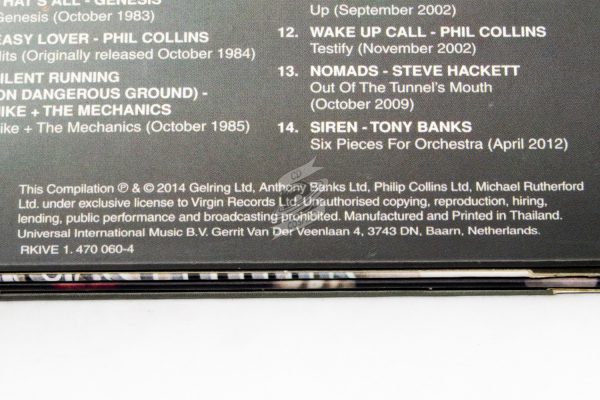 THAT'S ALL - GENESIS
Genesis (October 1983)
EASY LOVER - PHIL COLLINS
Hits (Originally released October 1984)
SILENT RUNNING
(ON DANGEROUS GROUND) -
MIKE + THE MECHANICS
Mike + The Mechanics (October 1985)
Up (September 2002)
12. WAKE UP CALL - PHIL COLLINS
Testify (November 2002)
13. NOMADS - STEVE HACKETT
Out Of The Tunnel's Mouth
(October 2009)
14. SIREN - TONY BANKS
Six Pieces For Orchestra (April 2012)
This Compilation ℗ & © 2014 Gelring Ltd, Anthony Banks Ltd, Philip Collins Ltd, Michael Rutherford
Ltd. under exclusive license to Virgin Records Ltd Unauthorised copying, reproduction, hiring,
lending, public performance and broadcasting prohibited. Manufactured and Printed in Thailand.
Universal International Music B.V. Gerrit Van Der Veenlaan 4, 3743 DN, Baarn, Netherlands.
RKIVE 1. 470 060-4